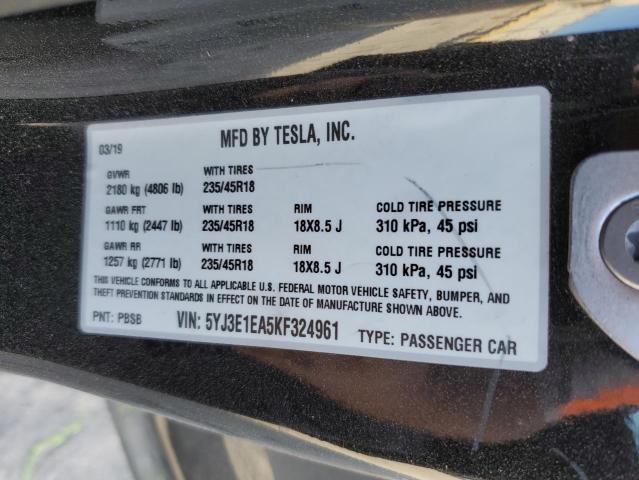 03/19 MFD BY TESLA, INC.
GVWR WITH TIRES
2180 kg (4806 lb) 235/45R18
GAWR FRT WITH TIRES RIM COLD TIRE PRESSURE
1110 kg (2447 lb) 235/45R18 18X8.5 J 310 kPa, 45 psi
GAWR RR WITH TIRES RIM COLD TIRE PRESSURE
1257 kg (2771 lb) 235/45R18 18X8.5 J 310 kPa, 45 psi
THIS VEHICLE CONFORMS TO ALL APPLICABLE U.S. FEDERAL MOTOR VEHICLE SAFETY, BUMPER, AND
THEFT PREVENTION STANDARDS IN EFFECT ON THE DATE OF MANUFACTURE SHOWN ABOVE.
PNT: PBSB VIN: 5YJ3E1EA5KF324961 TYPE: PASSENGER CAR